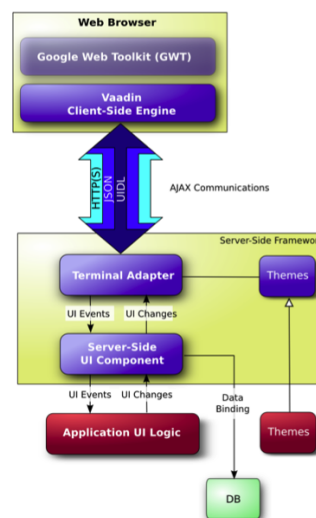 Web Browser
Google Web Toolkit (GWT)
Vaadin
Client-Side Engine
HTTP(S)
JSON
UIDL
AJAX Communications
Server-Side Framewor
Terminal Adapter
Themes
UI Events
UI Changes
Server-Side
UI Component
UI Events
UI Changes
Data
Binding
Application UI Logic
Themes
DB